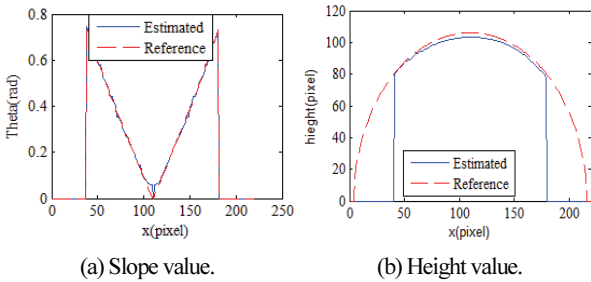 0.8
0.6
0.4
0.2
0
Theta(rad)
Estimated
Reference
0 50 100 150 200 250
x(pixel)
(a) Slope value.
120
100
80
60
40
20
0
hieght(pixel)
Estimated
Reference
0 50 100 150 200
x(pixel)
(b) Height value.